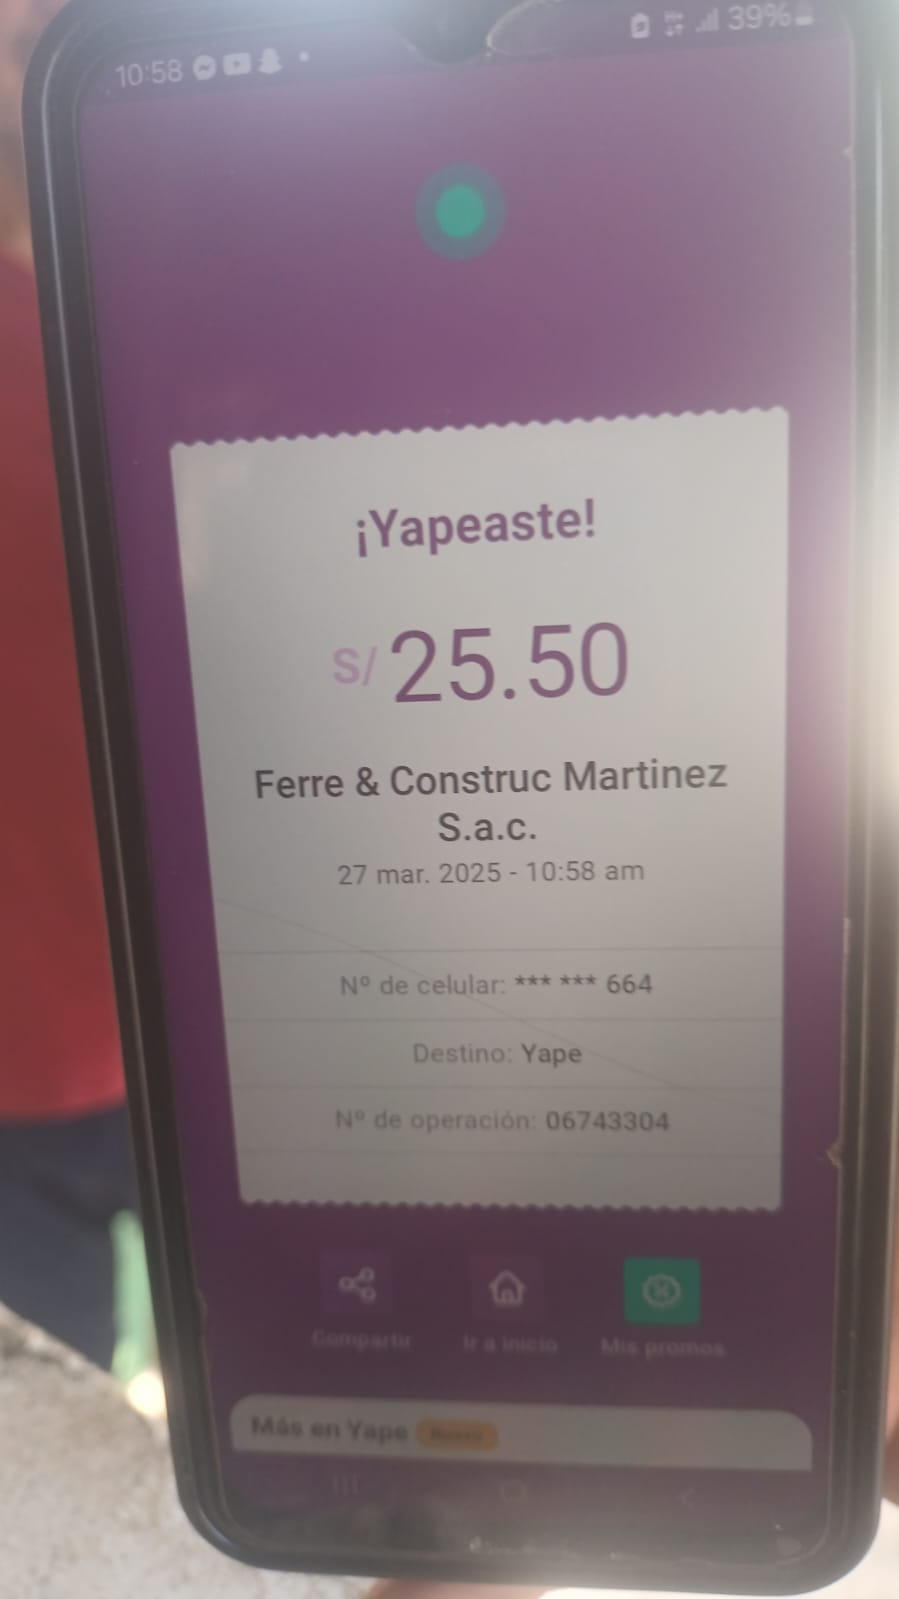 10:58
39%
¡Yapeaste!
S/ 25.50
Ferre & Construc Martinez
S.a.c.
27 mar. 2025 - 10:58 am
Nº de celular: *** *** 664
Destino: Yape
Nº de operación: 06743304
Compartir
Ir a inicio
Mis promos
Más en Yape